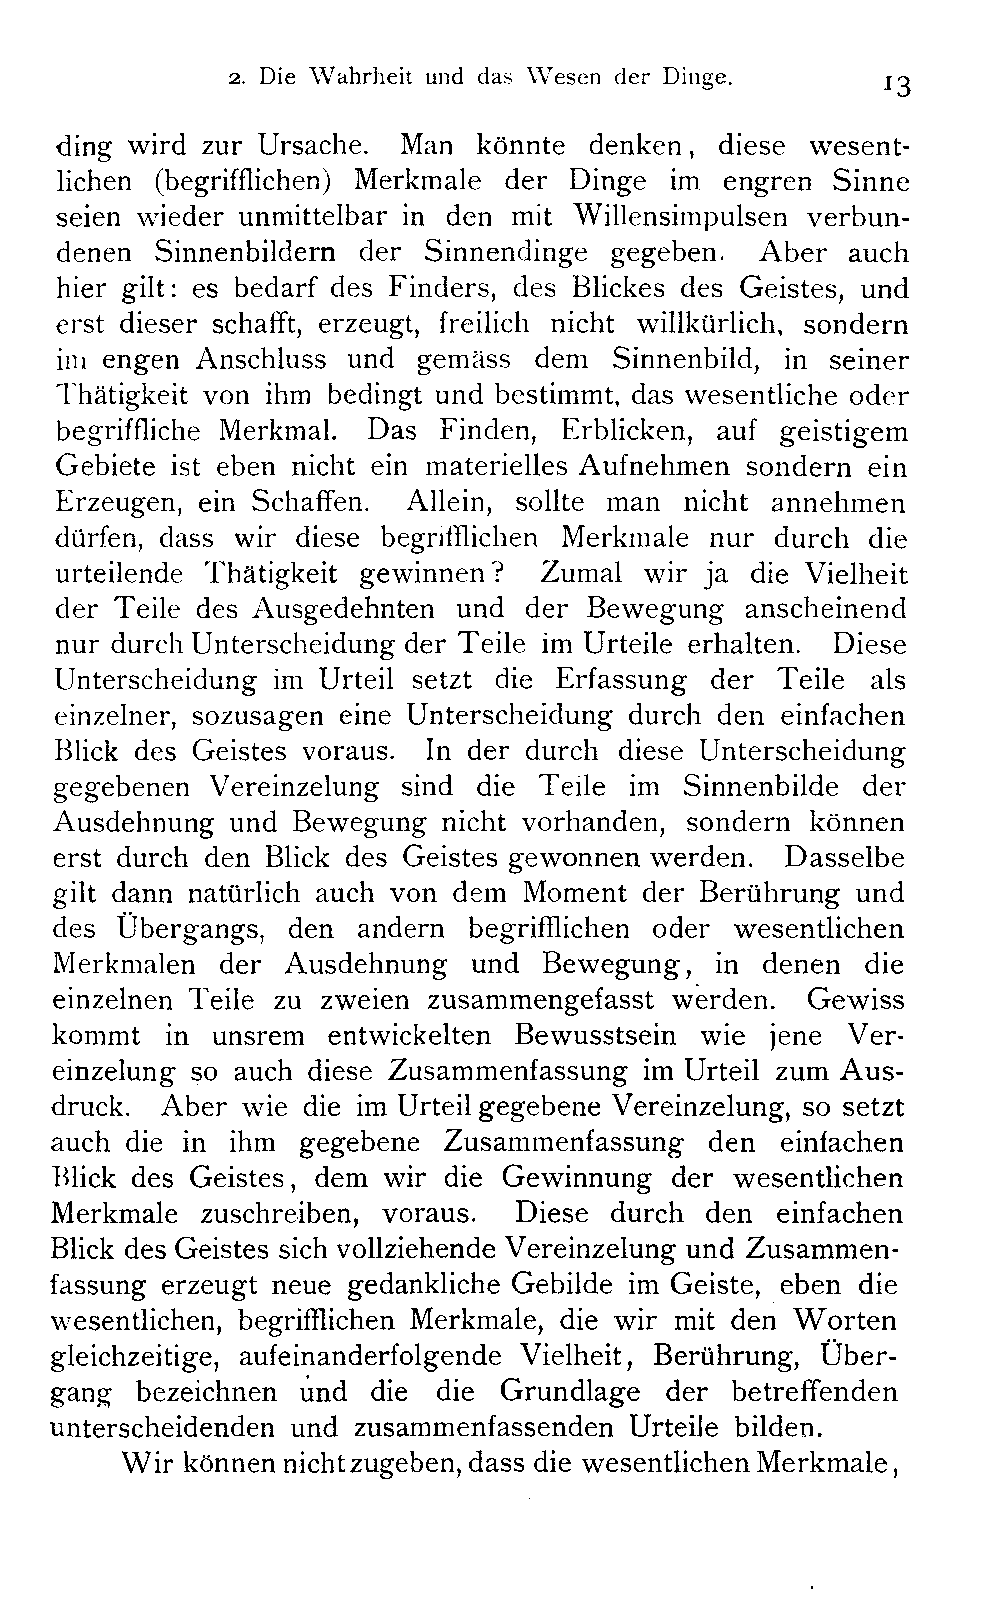 2. Die Wahrheit und das Wesen der Dinge. 13
ding wird zur Ursache. Man könnte denken, diese wesent-
lichen (begrifflichen) Merkmale der Dinge im engren Sinne
seien wieder unmittelbar in den mit Willensimpulsen verbun-
denen Sinnenbildern der Sinnendinge gegeben. Aber auch
hier gilt: es bedarf des Finders, des Blickes des Geistes, und
erst dieser schafft, erzeugt, freilich nicht willkürlich, sondern
im engen Anschluss und gemäss dem Sinnenbild, in seiner
Thätigkeit von ihm bedingt und bestimmt, das wesentliche oder
begriffliche Merkmal. Das Finden, Erblicken, auf geistigem
Gebiete ist eben nicht ein materielles Aufnehmen sondern ein
Erzeugen, ein Schaffen. Allein, sollte man nicht annehmen
dürfen, dass wir diese begrifflichen Merkmale nur durch die
urteilende Thätigkeit gewinnen? Zumal wir ja die Vielheit
der Teile des Ausgedehnten und der Bewegung anscheinend
nur durch Unterscheidung der Teile im Urteile erhalten. Diese
Unterscheidung im Urteil setzt die Erfassung der Teile als
einzelner, sozusagen eine Unterscheidung durch den einfachen
Blick des Geistes voraus. In der durch diese Unterscheidung
gegebenen Vereinzelung sind die Teile im Sinnenbilde der
Ausdehnung und Bewegung nicht vorhanden, sondern können
erst durch den Blick des Geistes gewonnen werden. Dasselbe
gilt dann natürlich auch von dem Moment der Berührung und
des Übergangs, den andern begrifflichen oder wesentlichen
Merkmalen der Ausdehnung und Bewegung, in denen die
einzelnen Teile zu zweien zusammengefasst werden. Gewiss
kommt in unsrem entwickelten Bewusstsein wie jene Ver-
einzelung so auch diese Zusammenfassung im Urteil zum Aus-
druck. Aber wie die im Urteil gegebene Vereinzelung, so setzt
auch die in ihm gegebene Zusammenfassung den einfachen
Blick des Geistes, dem wir die Gewinnung der wesentlichen
Merkmale zuschreiben, voraus. Diese durch den einfachen
Blick des Geistes sich vollziehende Vereinzelung und Zusammen-
fassung erzeugt neue gedankliche Gebilde im Geiste, eben die
wesentlichen, begrifflichen Merkmale, die wir mit den Worten
gleichzeitige, aufeinanderfolgende Vielheit, Berührung, Über-
gang bezeichnen und die die Grundlage der betreffenden
unterscheidenden und zusammenfassenden Urteile bilden.
Wir können nicht zugeben, dass die wesentlichen Merkmale,